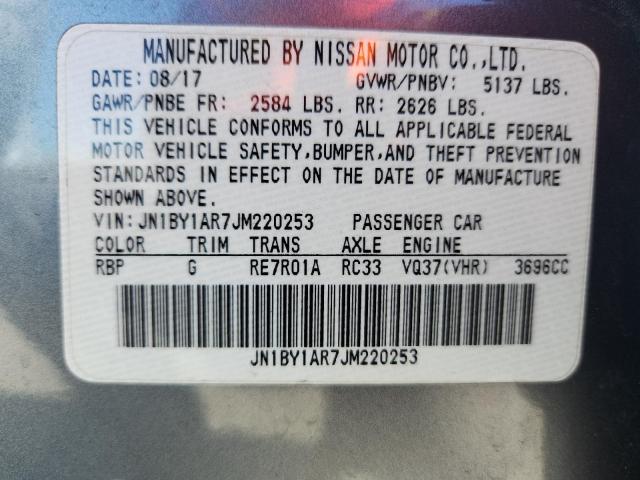 MANUFACTURED BY NISSAN MOTOR CO.,LTD.
DATE: 08/17 GVWR/PNBV: 5137 LBS.
GAWR/PNBE FR: 2584 LBS. RR: 2626 LBS.
THIS VEHICLE CONFORMS TO ALL APPLICABLE FEDERAL
MOTOR VEHICLE SAFETY,BUMPER,AND THEFT PREVENTION
STANDARDS IN EFFECT ON THE DATE OF MANUFACTURE
SHOWN ABOVE.
VIN: JN1BY1AR7JM220253 PASSENGER CAR
COLOR TRIM TRANS AXLE ENGINE
RBP G RE7R01A RC33 VQ37(VHR) 3696CC
JN1BY1AR7JM220253